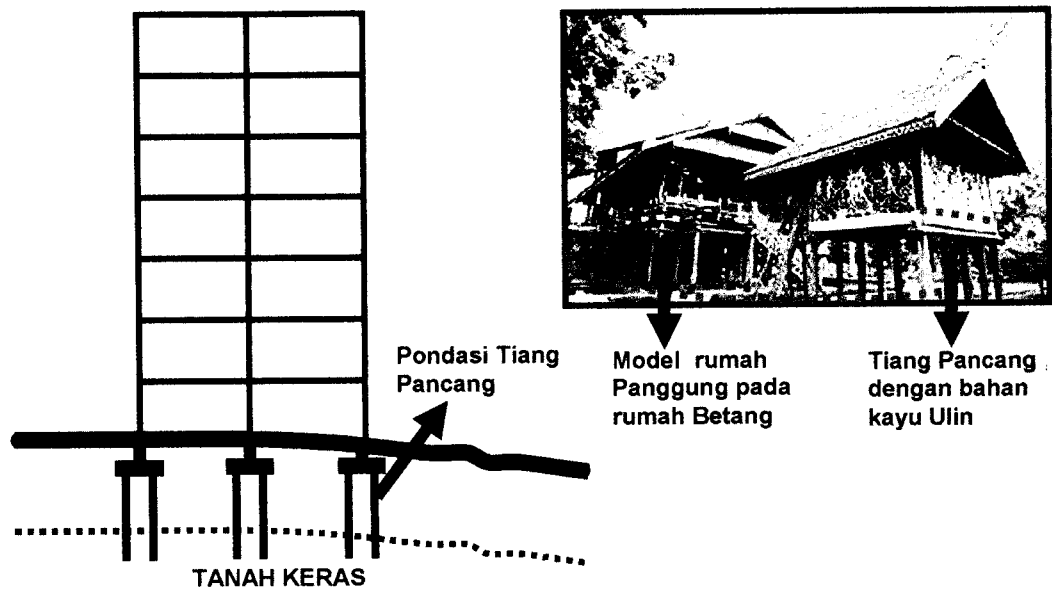 Pondasi Tiang
Pancang
TANAH KERAS
Model rumah
Panggung pada
rumah Betang
Tiang Pancang
dengan bahan
kayu Ulin